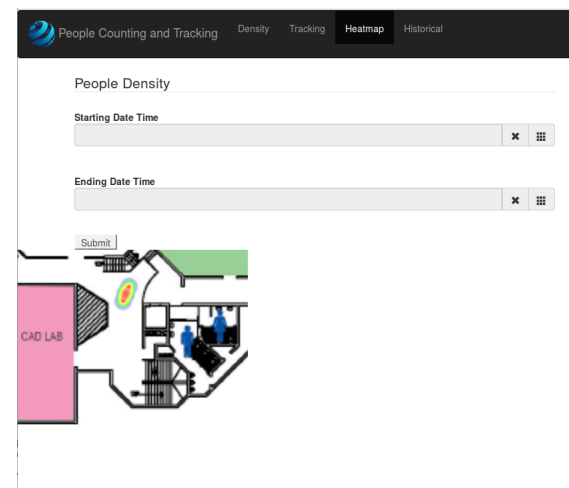 People Counting and Tracking Density Tracking Heatmap Historical
People Density
Starting Date Time
Ending Date Time
Submit
CAD LAB